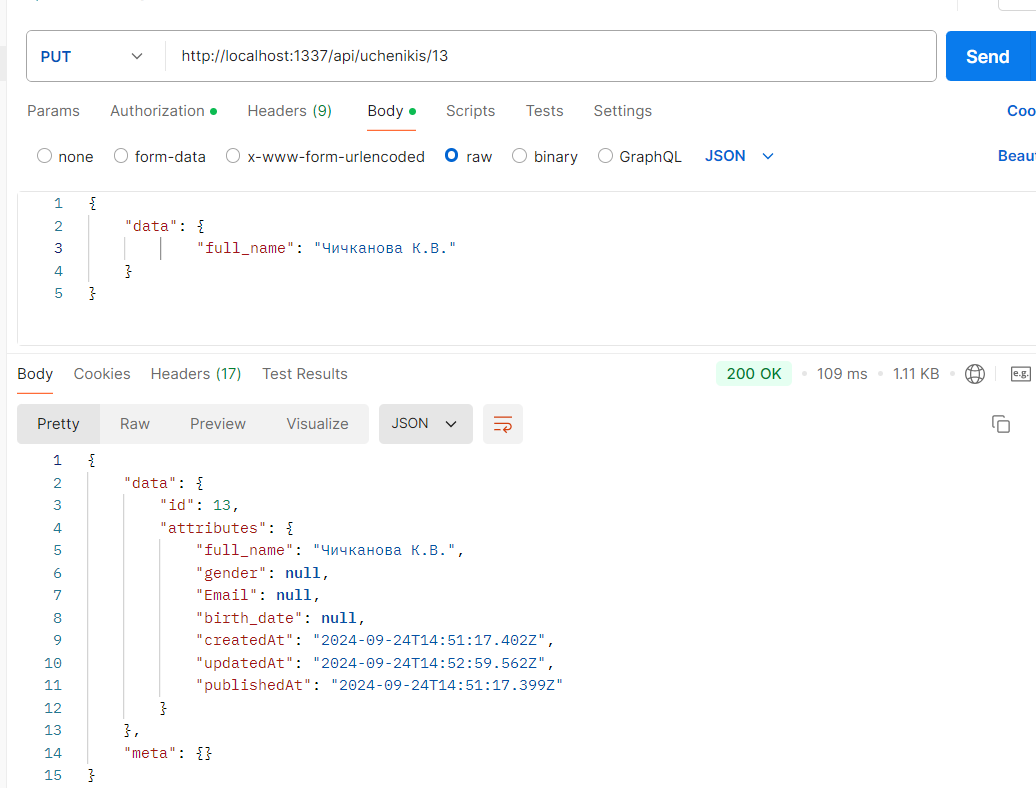 PUT http://localhost:1337/api/uchenikis/13 Send
Params Authorization Headers (9) Body Scripts Tests Settings Coo
none form-data x-www-form-urlencoded raw binary GraphQL JSON Beau
1 {
2 "data": {
3 "full_name": "Чичканова К.В."
4 }
5 }
Body Cookies Headers (17) Test Results 200 OK 109 ms 1.11 KB e.g.
Pretty Raw Preview Visualize JSON
1 {
2 "data": {
3 "id": 13,
4 "attributes": {
5 "full_name": "Чичканова К.В.",
6 "gender": null,
7 "Email": null,
8 "birth_date": null,
9 "createdAt": "2024-09-24T14:51:17.402Z",
10 "updatedAt": "2024-09-24T14:52:59.562Z",
11 "publishedAt": "2024-09-24T14:51:17.399Z"
12 }
13 },
14 "meta": {}
15 }